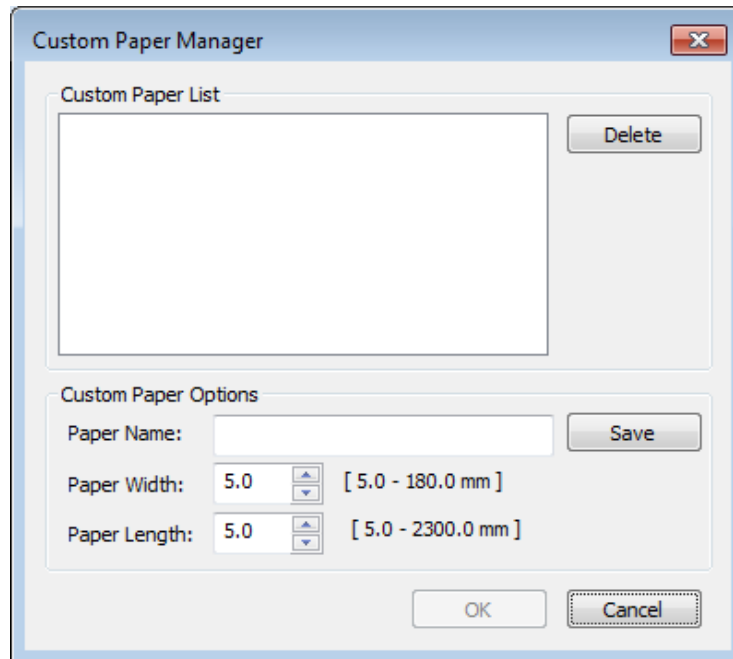 Custom Paper Manager
Custom Paper List
Delete
Custom Paper Options
Paper Name:
Save
Paper Width: 5.0 [ 5.0 - 180.0 mm ]
Paper Length: 5.0 [ 5.0 - 2300.0 mm ]
OK Cancel